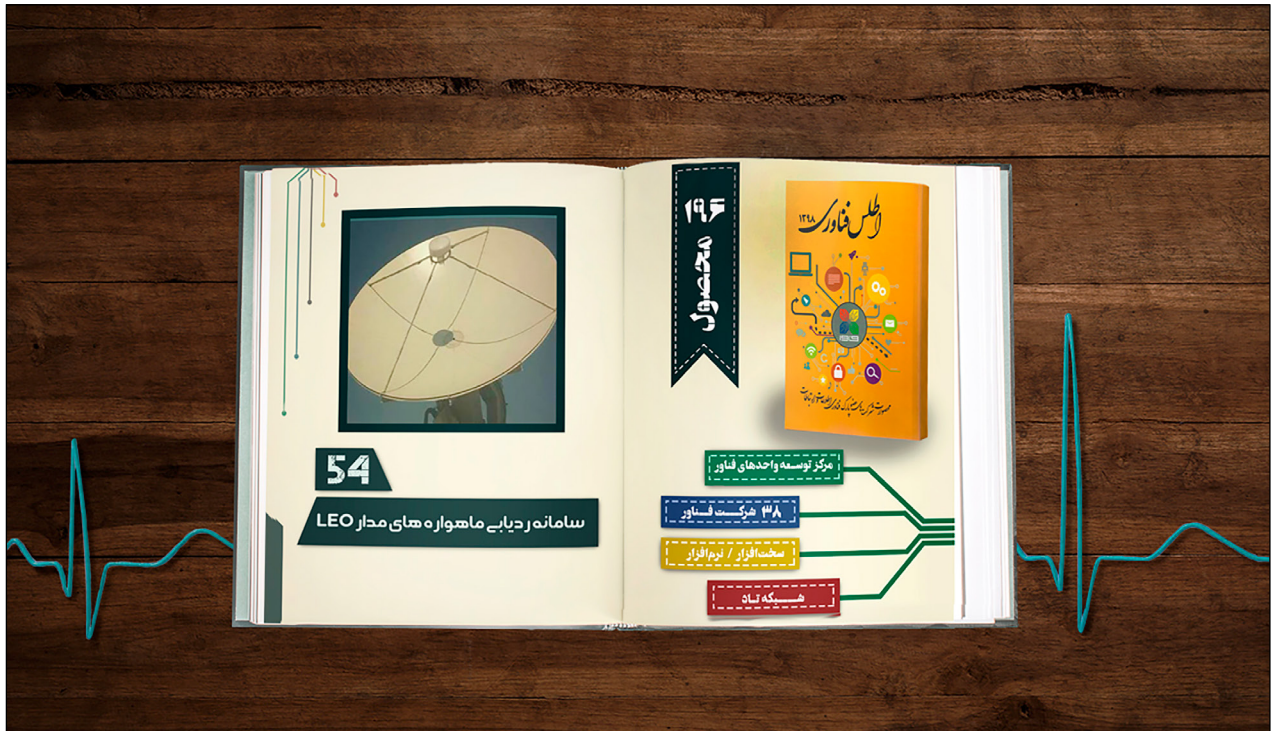 محصول
اطلس فناوری
۱۳۹۸
مرکز توسعه واحدهای فناور
۳۸ شرکت فناور
سخت‌افزار / نرم‌افزار
شبکه تاد
54
سامانه ردیابی ماهواره های مدار LEO